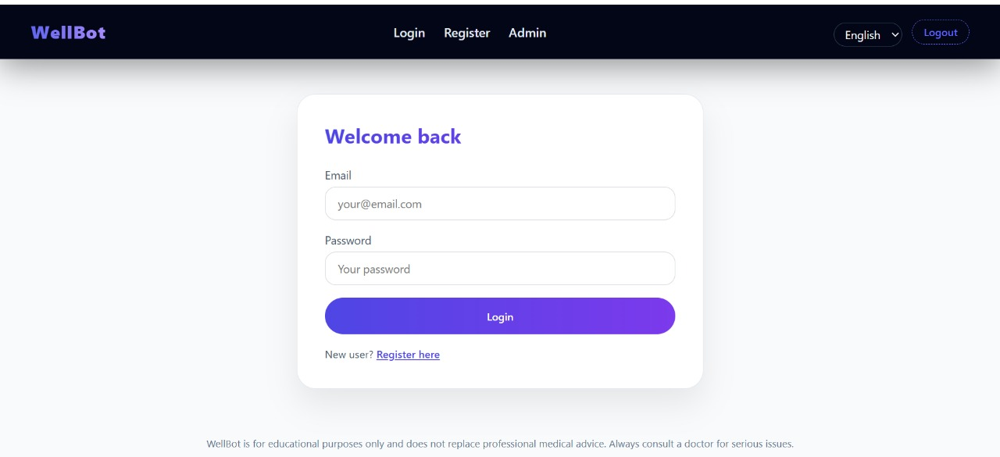 WellBot Login Register Admin English Logout
Welcome back
Email
your@email.com
Password
Your password
Login
New user? Register here
WellBot is for educational purposes only and does not replace professional medical advice. Always consult a doctor for serious issues.